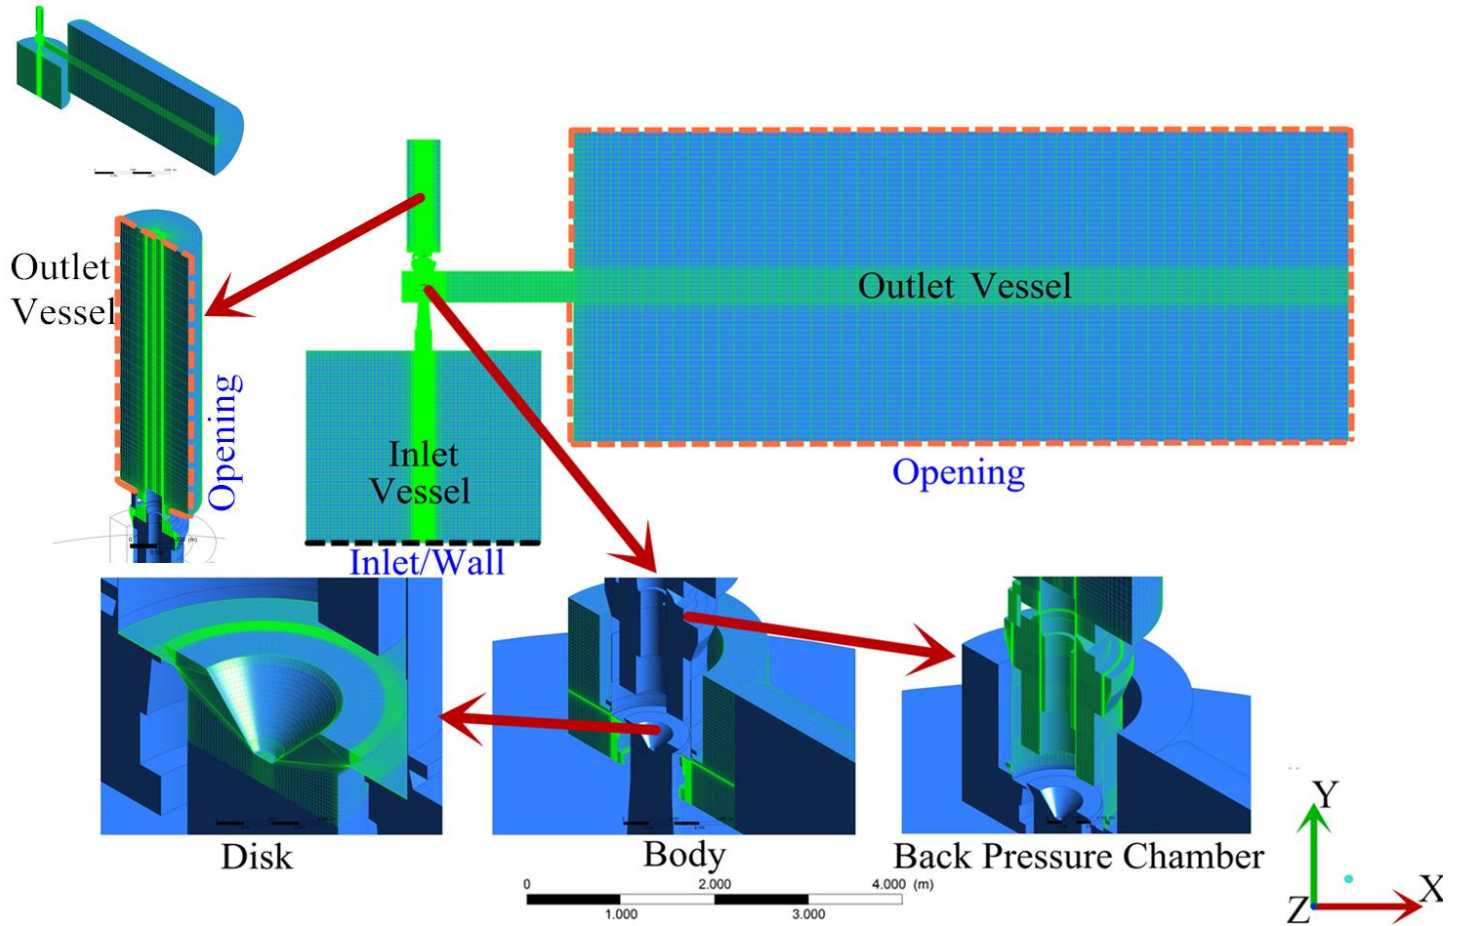 Outlet
Vessel
Opening
Outlet Vessel
Inlet
Vessel
Opening
Inlet/Wall
Disk
Body
Back Pressure Chamber
0 2.000 4.000 (m)
1.000 3.000
Y
X
Z